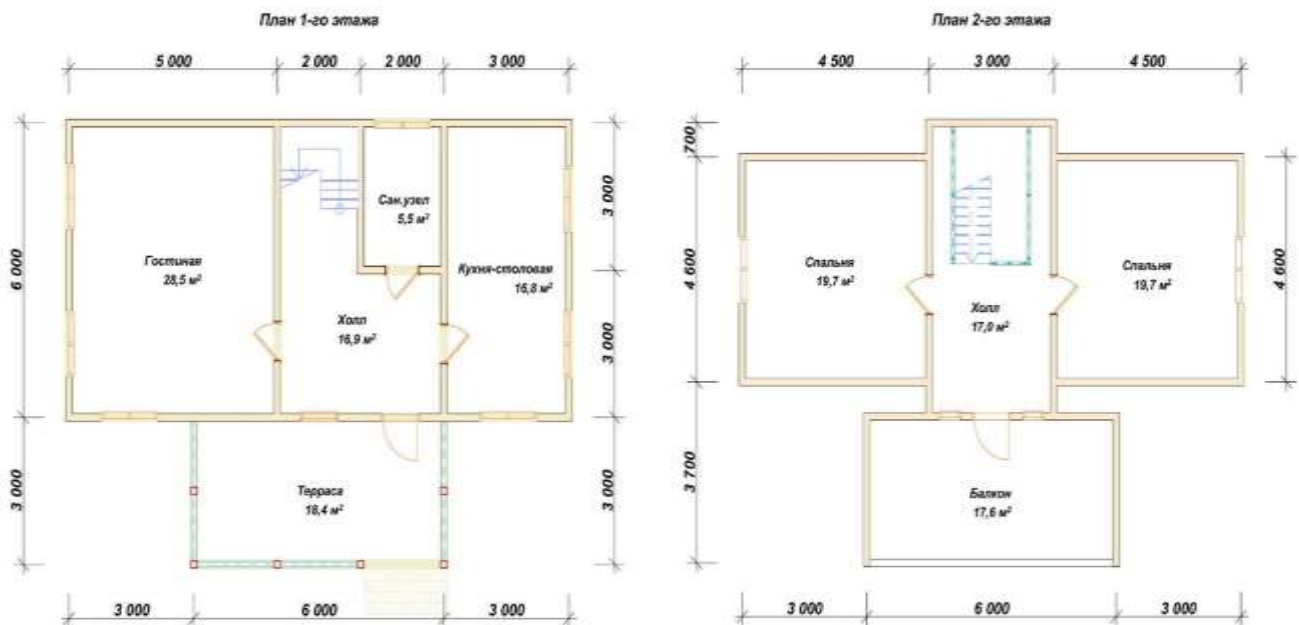 План 1-го этажа
5 000
2 000
2 000
3 000
6 000
3 000
3 000
3 000
3 000
Гостиная
28,5 м²
Сан.узел
5,5 м²
Кухня-столовая
16,8 м²
Холл
16,9 м²
Терраса
18,4 м²
3 000
6 000
3 000
План 2-го этажа
4 500
3 000
4 500
700
4 600
3 700
4 600
Спальня
19,7 м²
Спальня
19,7 м²
Холл
17,0 м²
Балкон
17,6 м²
3 000
6 000
3 000